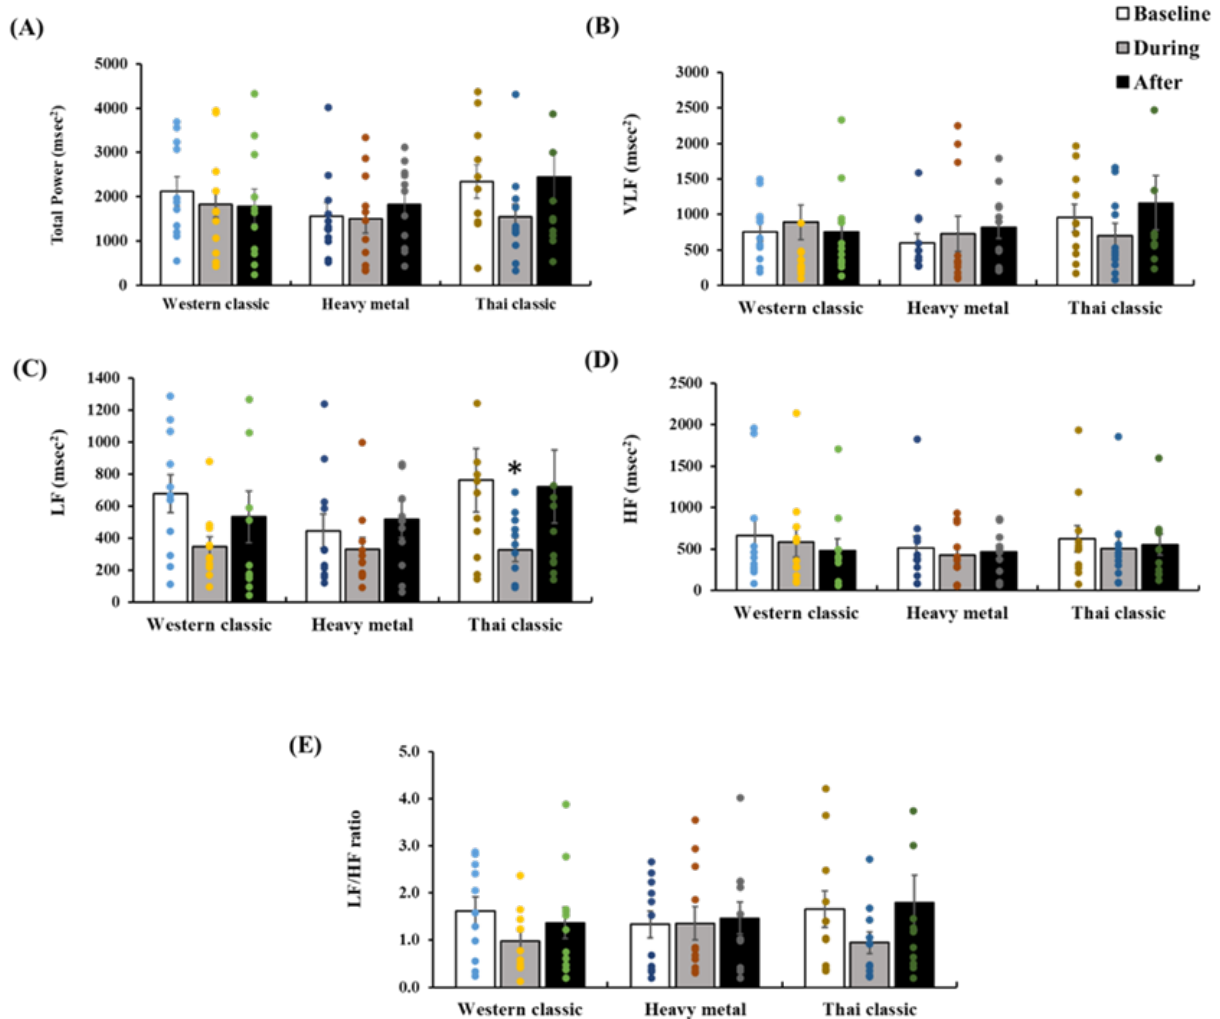 Baseline
During
After
(A)
Total Power (msec²)
5000
4000
3000
2000
1000
0
Western classic Heavy metal Thai classic
(B)
VLF (msec²)
3000
2500
2000
1500
1000
500
0
Western classic Heavy metal Thai classic
(C)
LF (msec²)
1400
1200
1000
800
600
400
200
0
*
Western classic Heavy metal Thai classic
(D)
HF (msec²)
2500
2000
1500
1000
500
0
Western classic Heavy metal Thai classic
(E)
LF/HF ratio
5.0
4.0
3.0
2.0
1.0
0.0
Western classic Heavy metal Thai classic